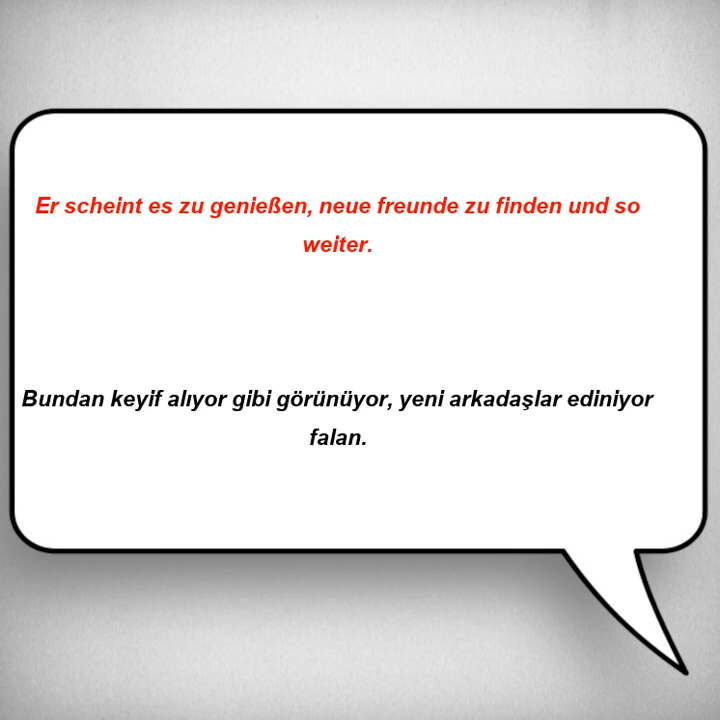 Er scheint es zu genießen, neue freunde zu finden und so
weiter.
Bundan keyif alıyor gibi görünüyor, yeni arkadaşlar ediniyor
falan.